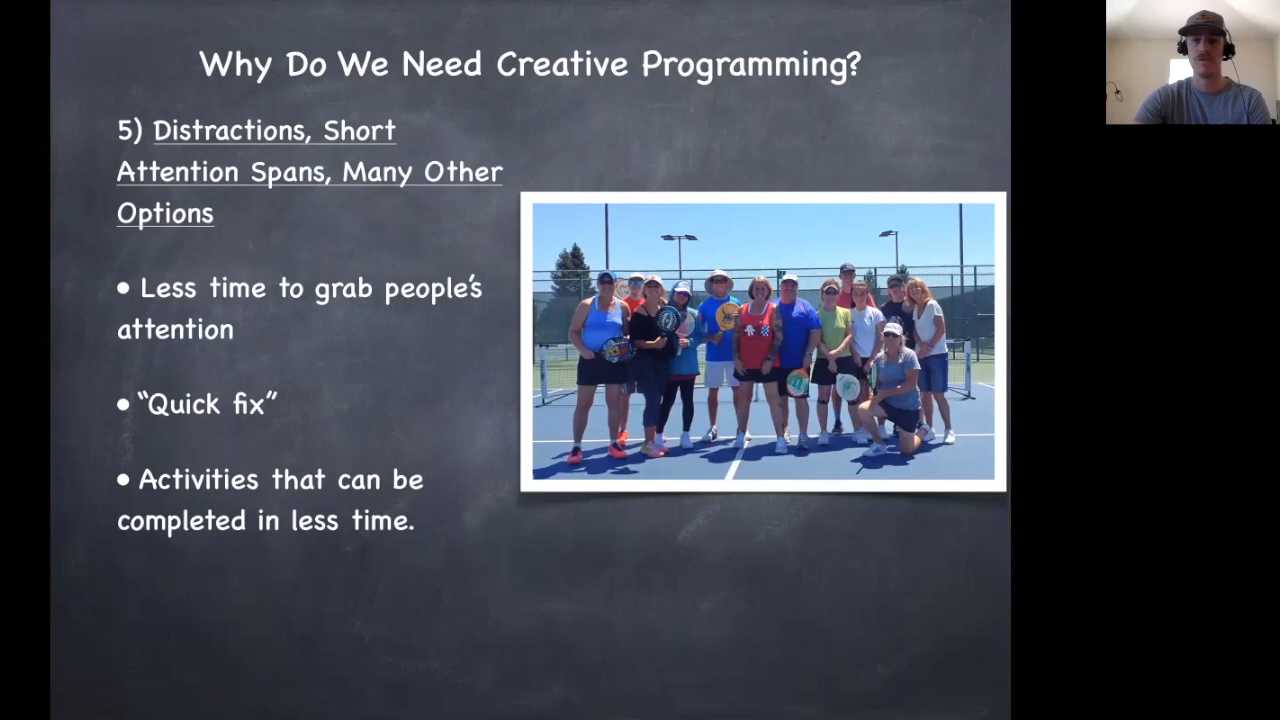 Why Do We Need Creative Programming?
5) Distractions, Short
Attention Spans, Many Other
Options
• Less time to grab people's
attention
• "Quick fix"
• Activities that can be
completed in less time.